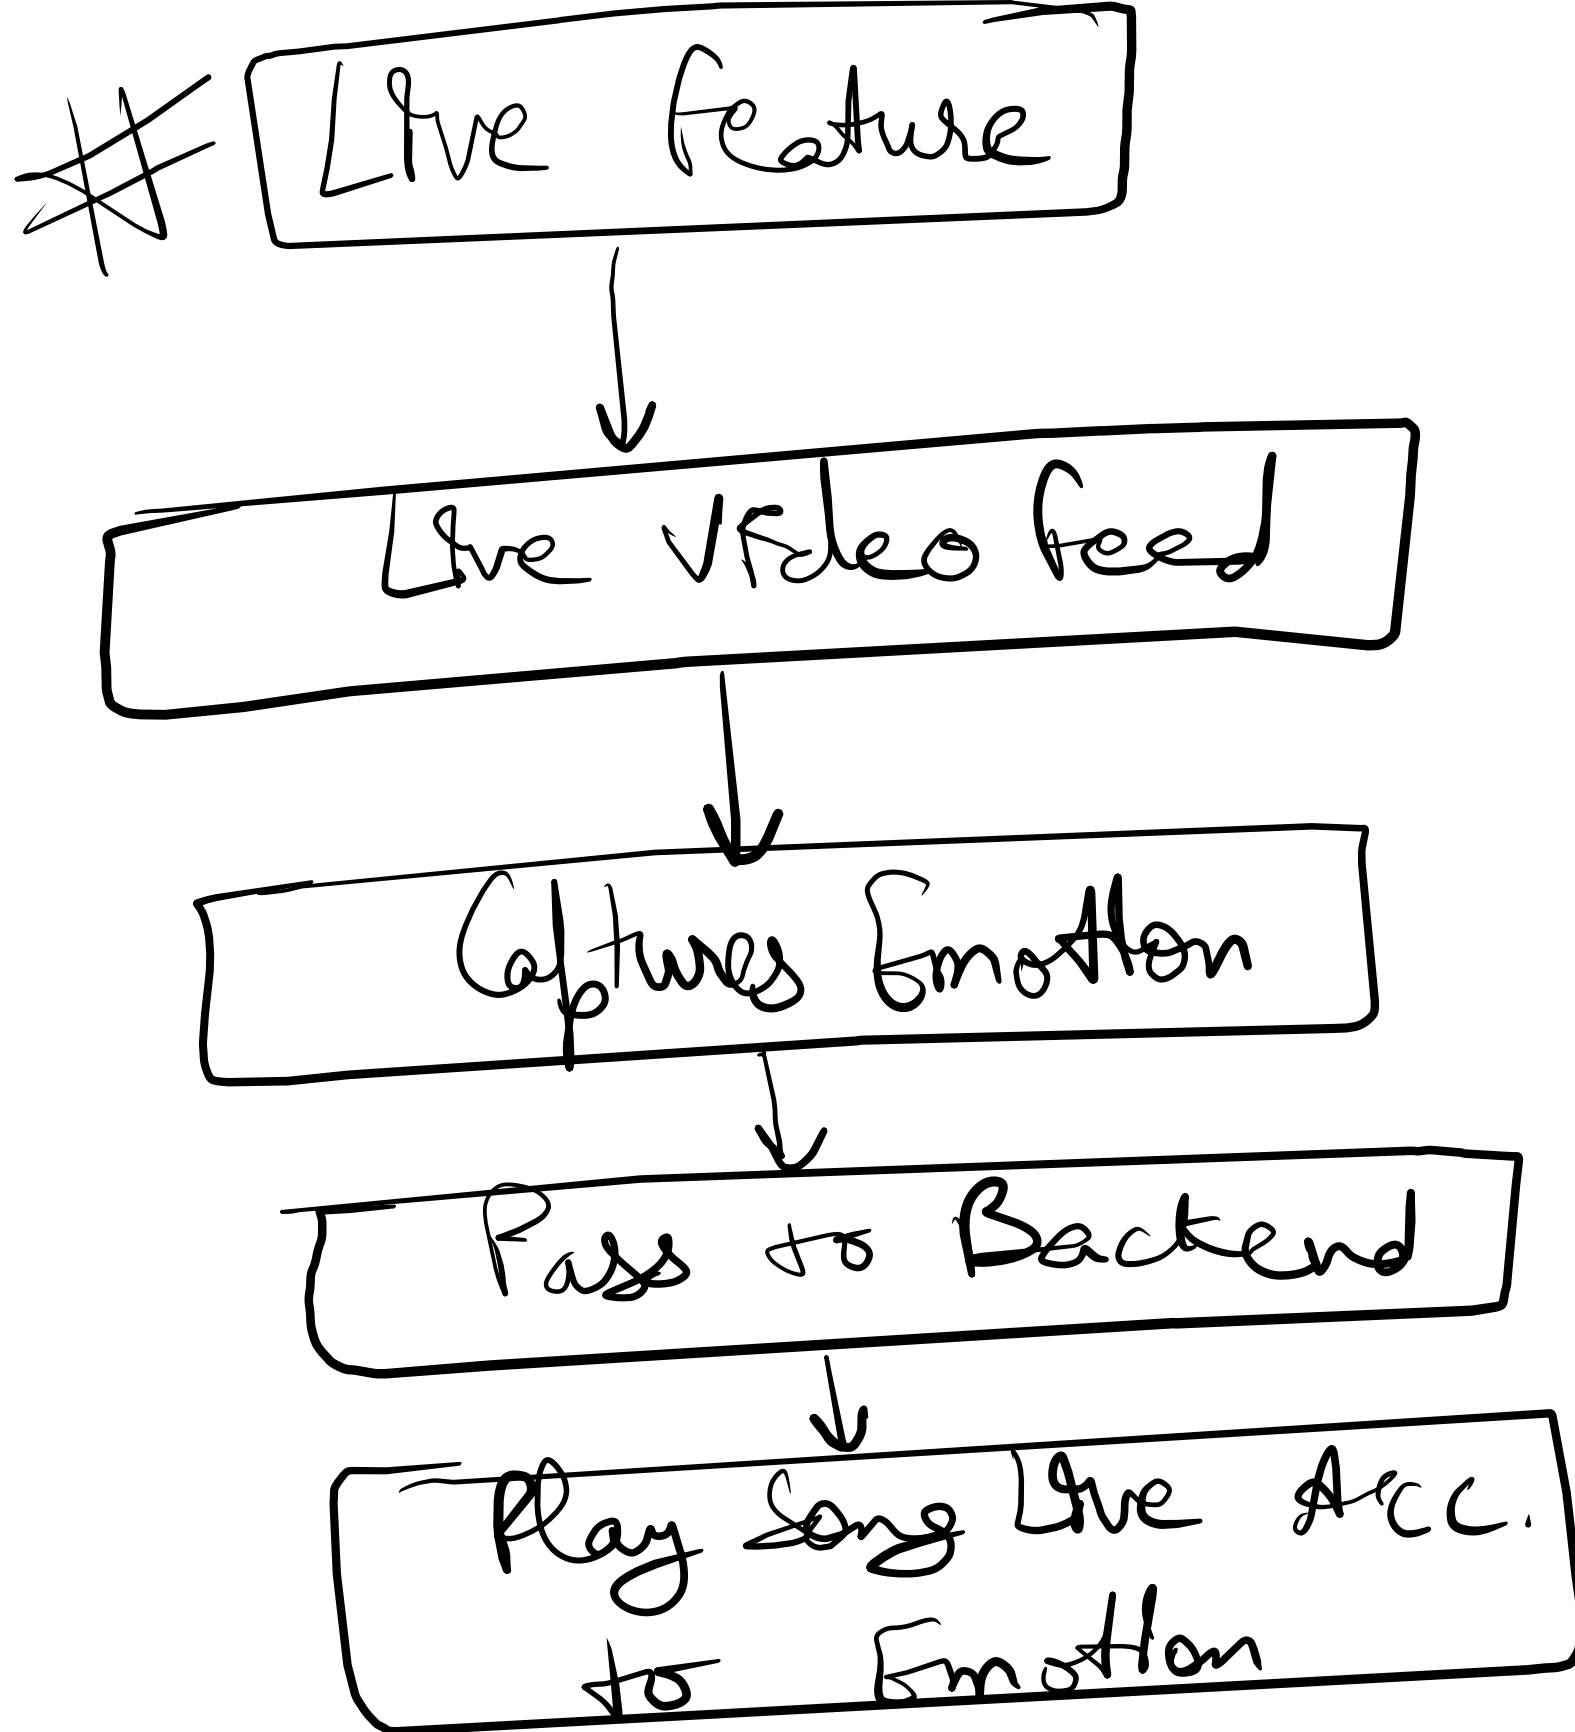 # Live Feature
Live Video Feed
Captures Emotion
Pass to Backend
Play Song Live Acc.
to Emotion